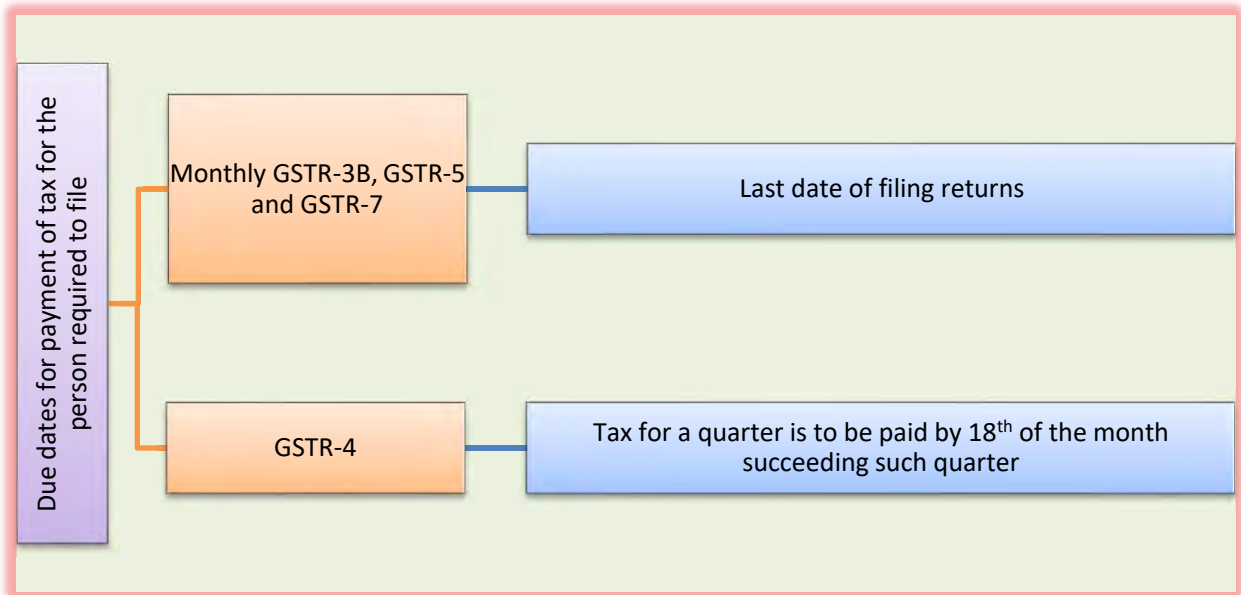 Due dates for payment of tax for the
person required to file
Monthly GSTR-3B, GSTR-5
and GSTR-7
Last date of filing returns
GSTR-4
Tax for a quarter is to be paid by 18th of the month
succeeding such quarter